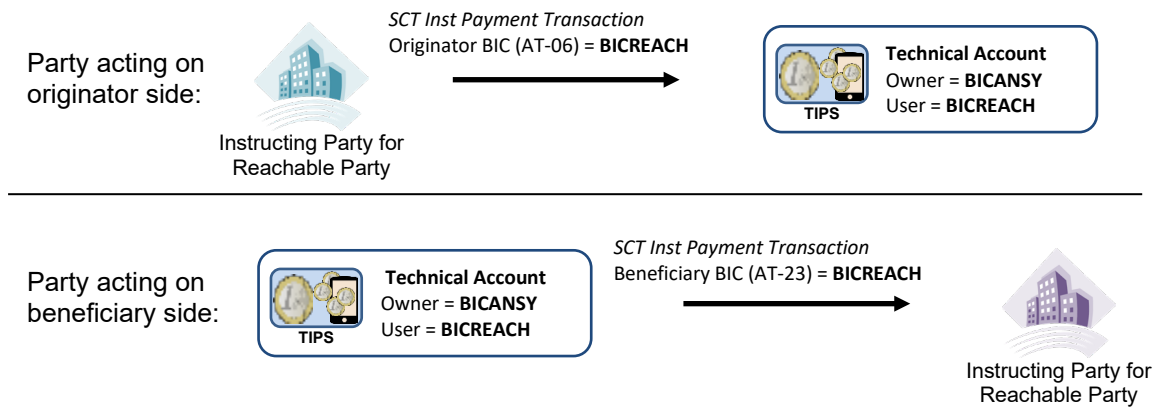 SCT Inst Payment Transaction
Originator BIC (AT-06) = BICREACH
Party acting on
originator side:
Instructing Party for
Reachable Party
TIPS
Technical Account
Owner = BICANSY
User = BICREACH
SCT Inst Payment Transaction
Beneficiary BIC (AT-23) = BICREACH
Party acting on
beneficiary side:
TIPS
Technical Account
Owner = BICANSY
User = BICREACH
Instructing Party for
Reachable Party